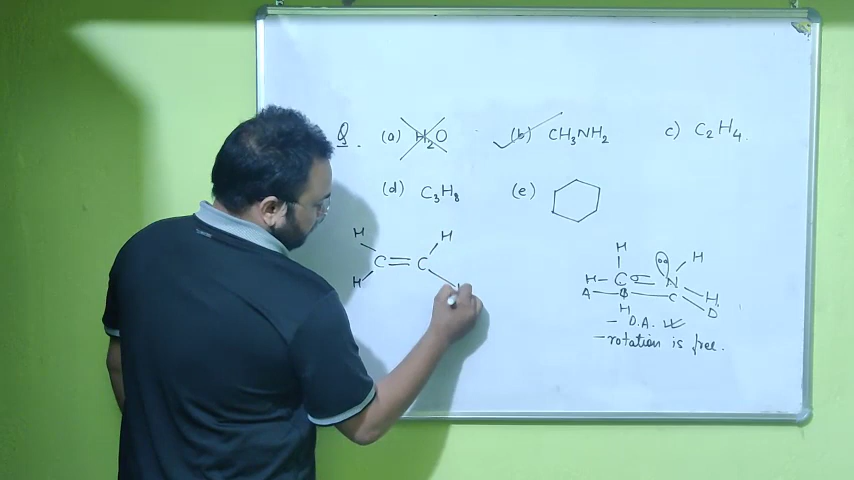 Q. (a) H2O (b) CH3NH2 c) C2H4.
(d) C3H8 (e)
H H
C = C
H
H
H - C = N H
A B C H
H D
- D.A.
- rotation is free.